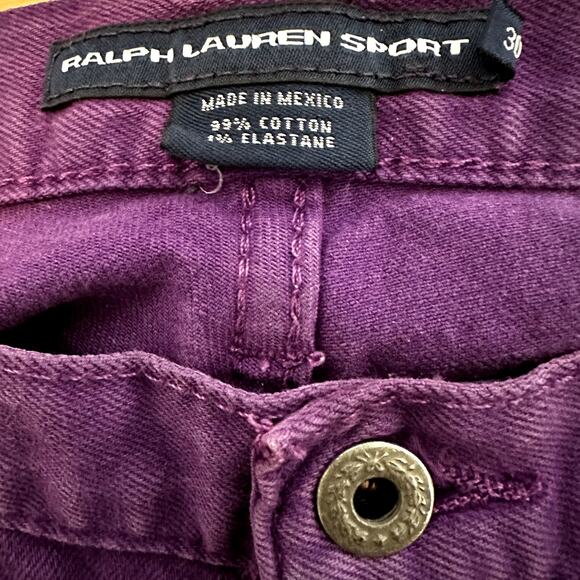 RALPH LAUREN SPORT
30
MADE IN MEXICO
99% COTTON
1% ELASTANE